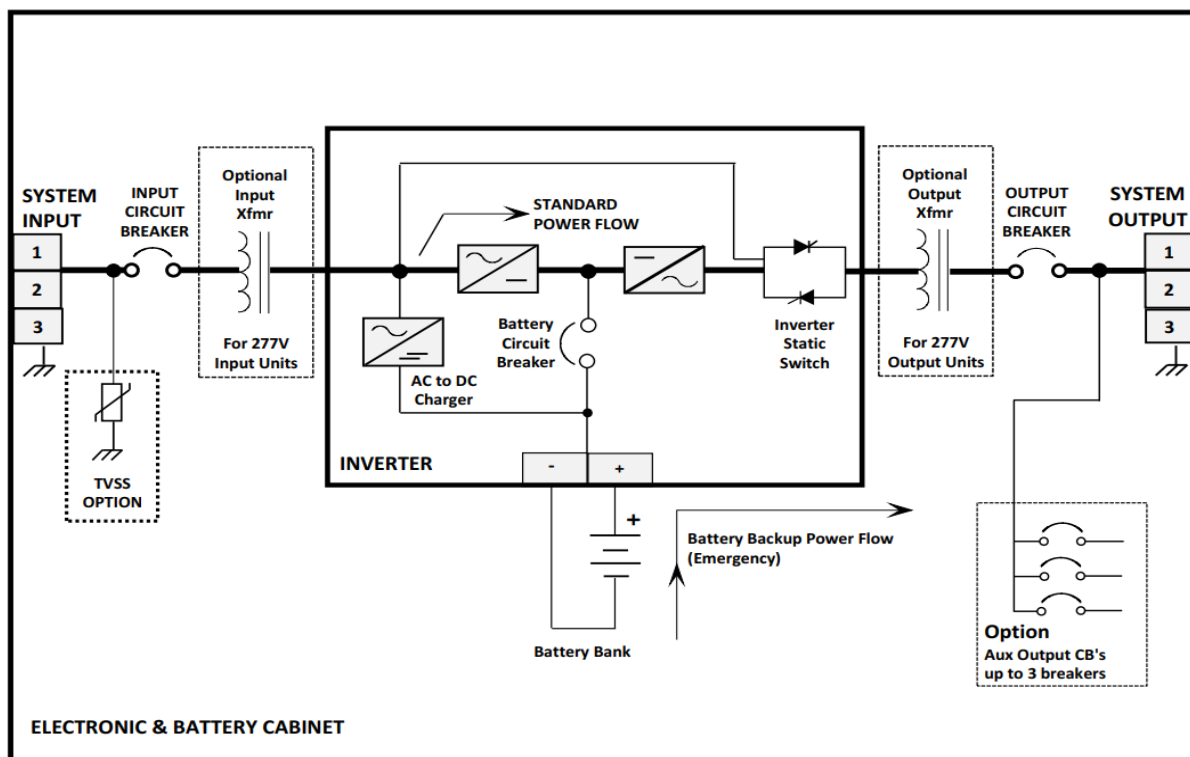 SYSTEM
INPUT
1
2
3
INPUT
CIRCUIT
BREAKER
TVSS
OPTION
Optional
Input
Xfmr
For 277V
Input Units
STANDARD
POWER FLOW
AC to DC
Charger
Battery
Circuit
Breaker
Inverter
Static
Switch
INVERTER
-
+
+
Battery Bank
Battery Backup Power Flow
(Emergency)
Optional
Output
Xfmr
For 277V
Output Units
OUTPUT
CIRCUIT
BREAKER
SYSTEM
OUTPUT
1
2
3
Option
Aux Output CB's
up to 3 breakers
ELECTRONIC & BATTERY CABINET